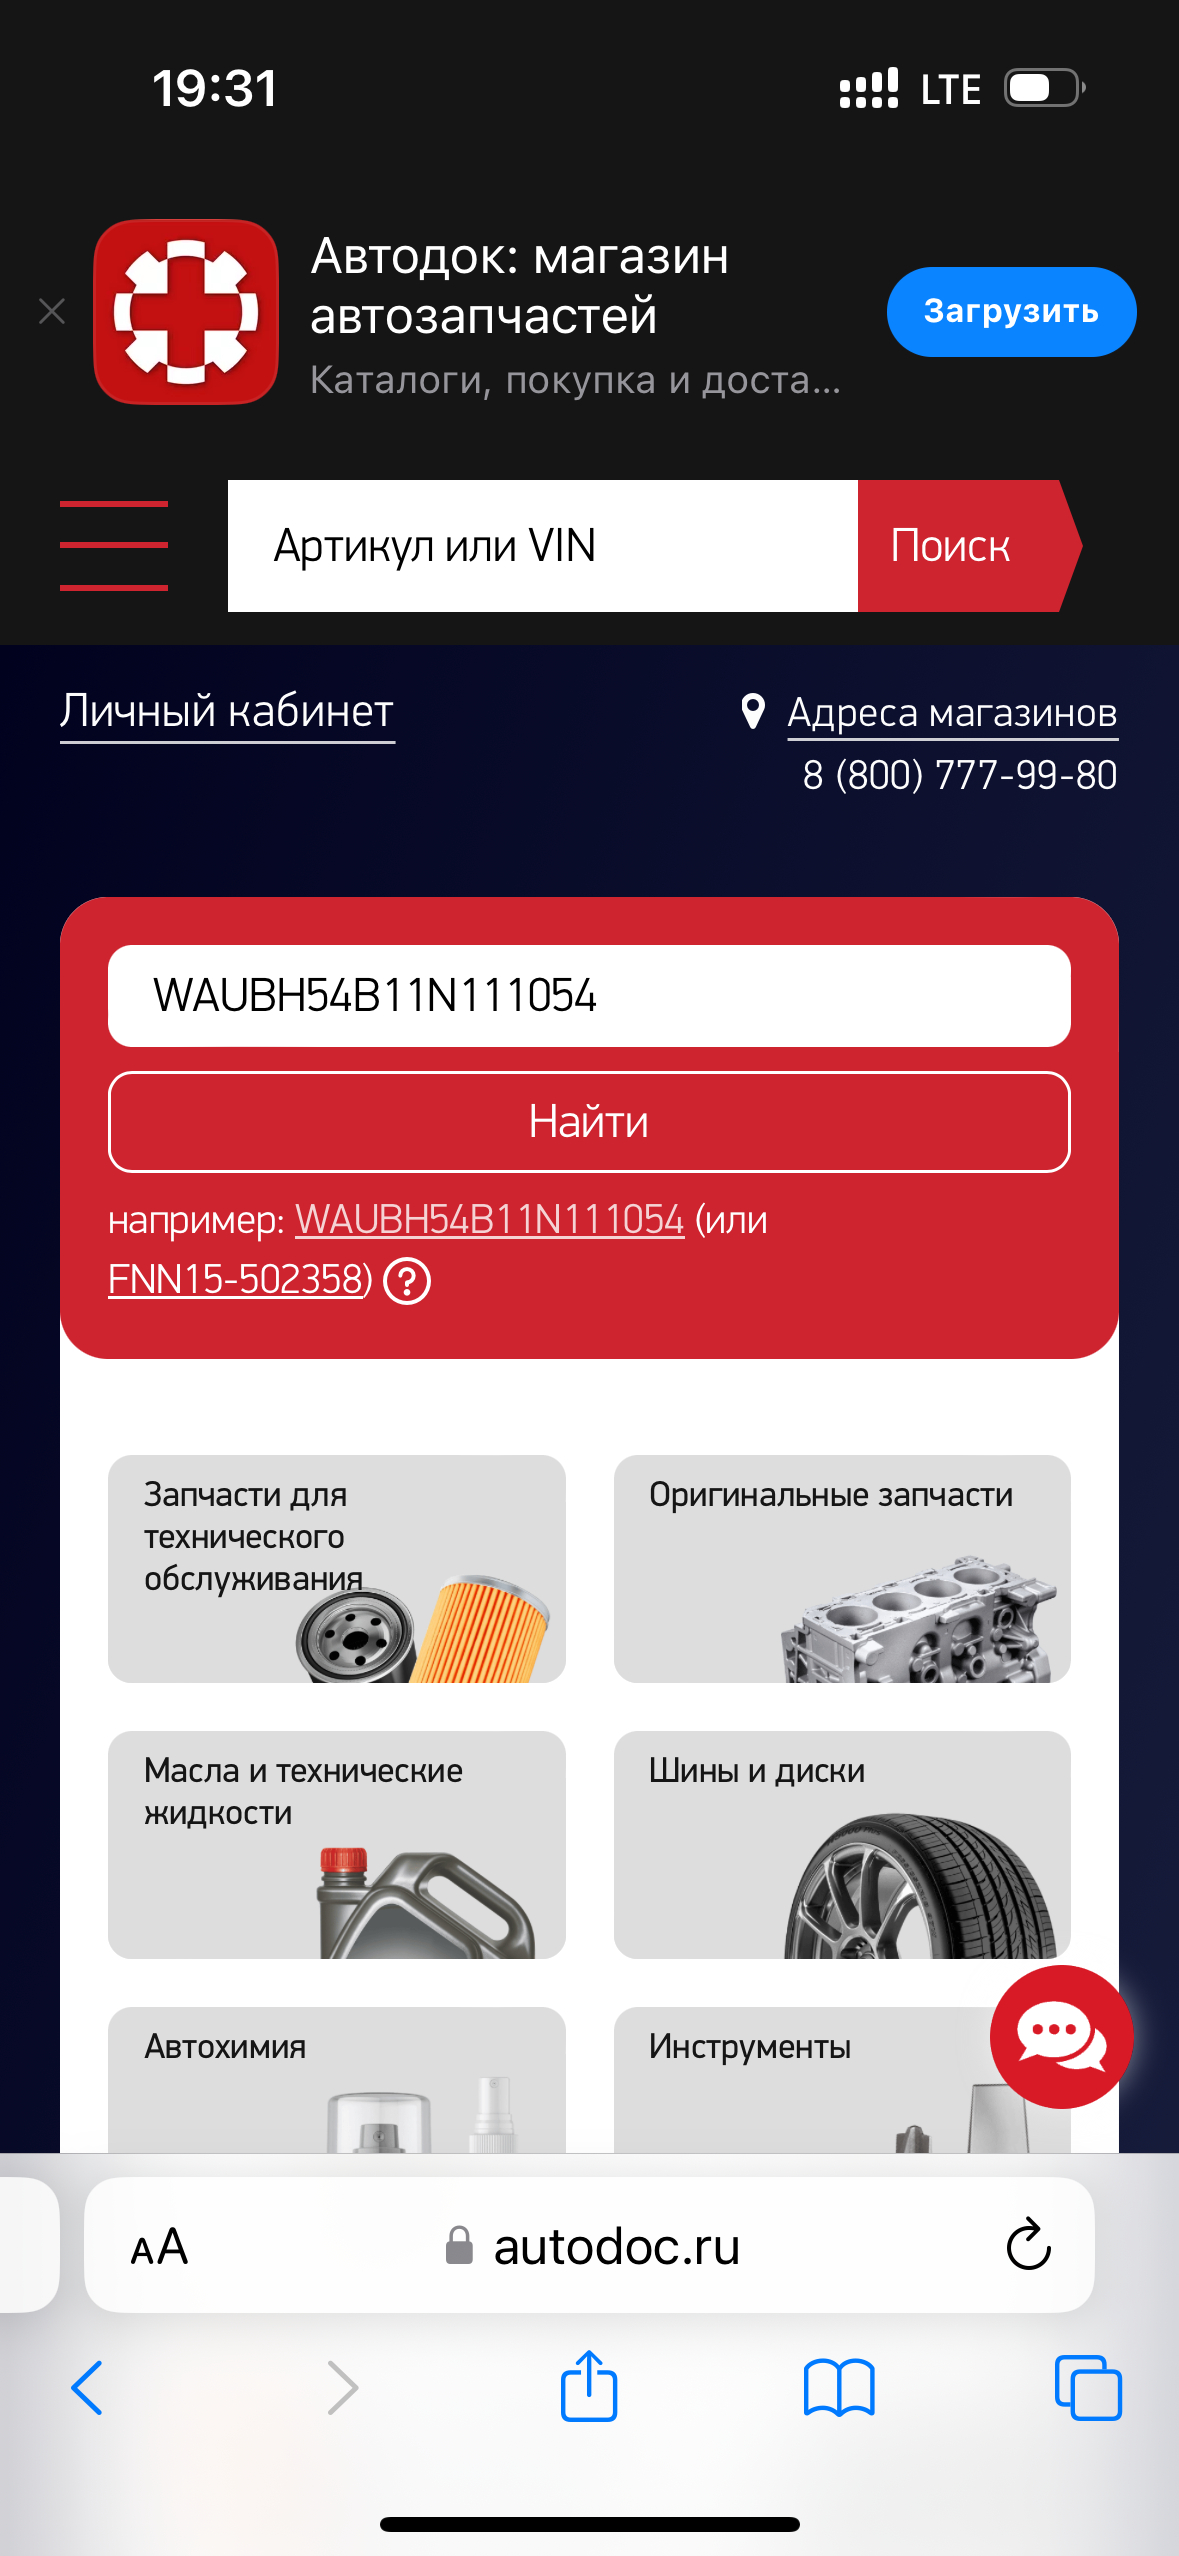 19:31
LTE
Автодок: магазин
автозапчастей
Каталоги, покупка и доста...
Загрузить
Артикул или VIN
Поиск
Личный кабинет
Адреса магазинов
8 (800) 777-99-80
WAUBH54B11N111054
Найти
например: WAUBH54B11N111054 (или
FNN15-502358) ?
Запчасти для
технического
обслуживания
Оригинальные запчасти
Масла и технические
жидкости
Шины и диски
Автохимия
Инструменты
AA
autodoc.ru